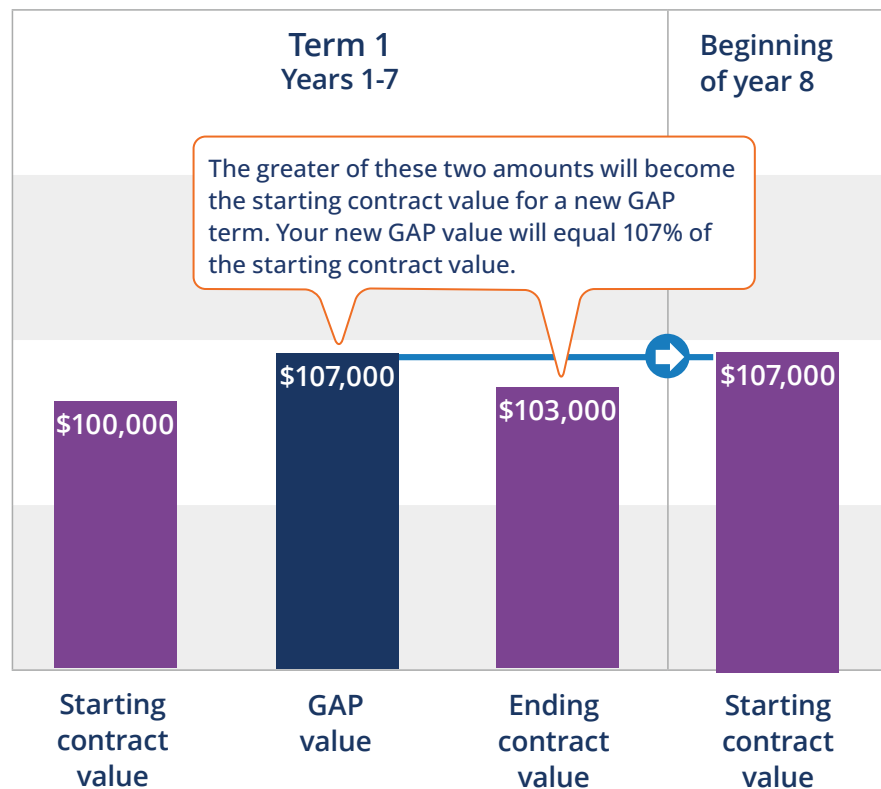 Term 1
Years 1-7
Beginning
of year 8
The greater of these two amounts will become
the starting contract value for a new GAP
term. Your new GAP value will equal 107% of
the starting contract value.
$100,000
$107,000
$103,000
$107,000
Starting
contract
value
GAP
value
Ending
contract
value
Starting
contract
value